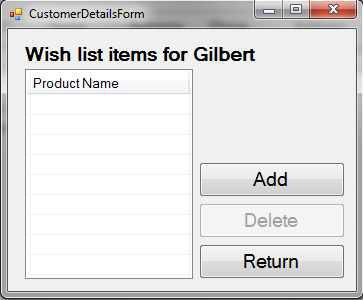 CustomerDetailsForm
Wish list items for Gilbert
Product Name
Add
Delete
Return